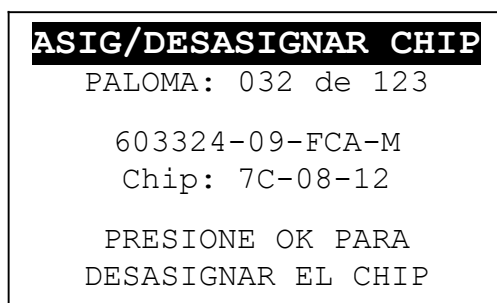 ASIG/DESASIGNAR CHIP
PALOMA: 032 de 123
603324-09-FCA-M
Chip: 7C-08-12
PRESIONE OK PARA
DESASIGNAR EL CHIP